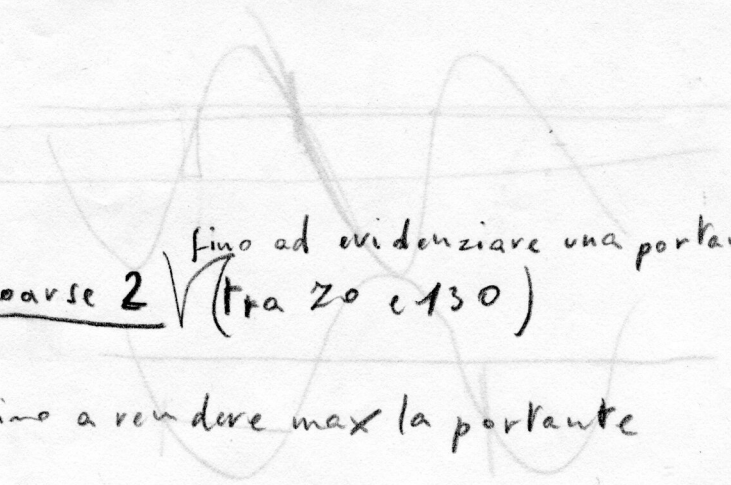 fino ad evidenziare una portan
oarse 2 (tra 20 e 130)
ino a rendere max la portante